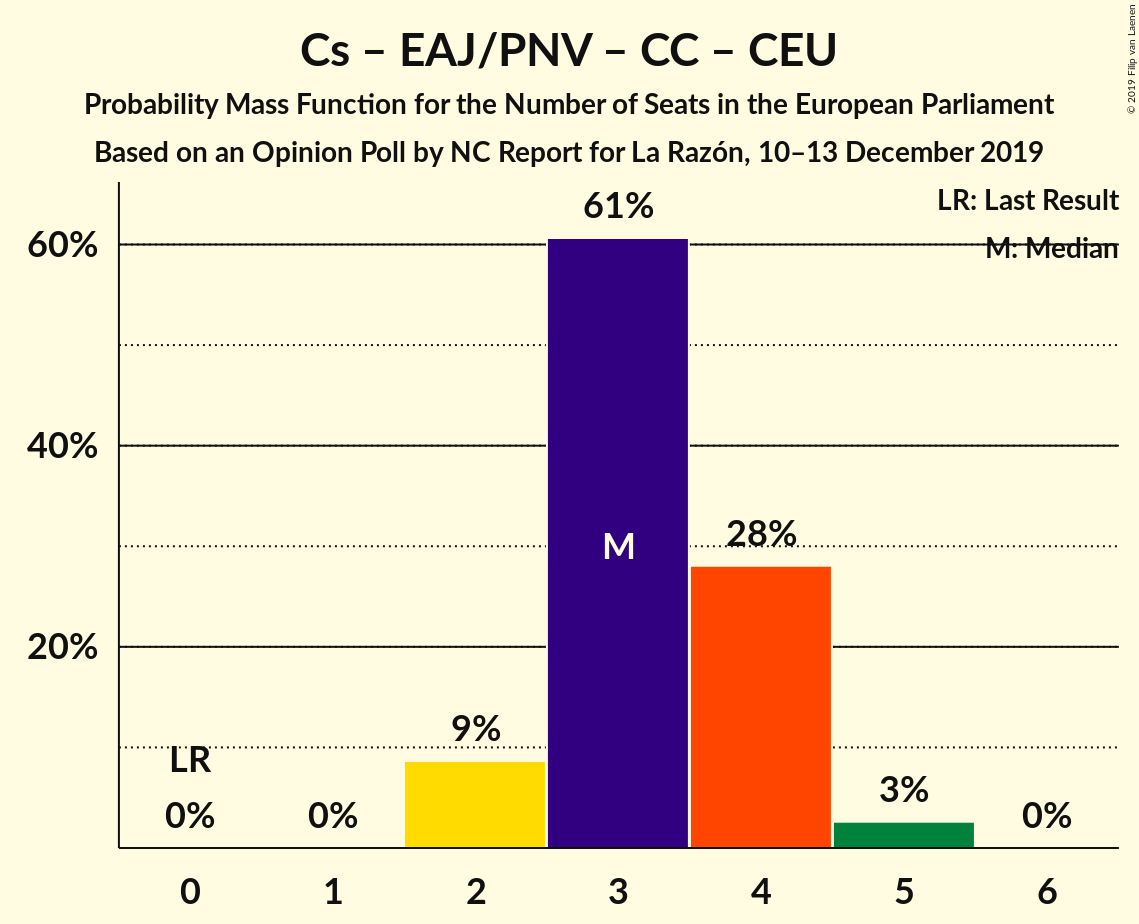 Cs – EAJ/PNV – CC – CEU
Probability Mass Function for the Number of Seats in the European Parliament
Based on an Opinion Poll by NC Report for La Razón, 10–13 December 2019
© 2019 Filip van Laenen
LR: Last Result
M: Median
61%
60%
40%
28%
M
20%
9%
LR
3%
0%
0%
0%
0
1
2
3
4
5
6